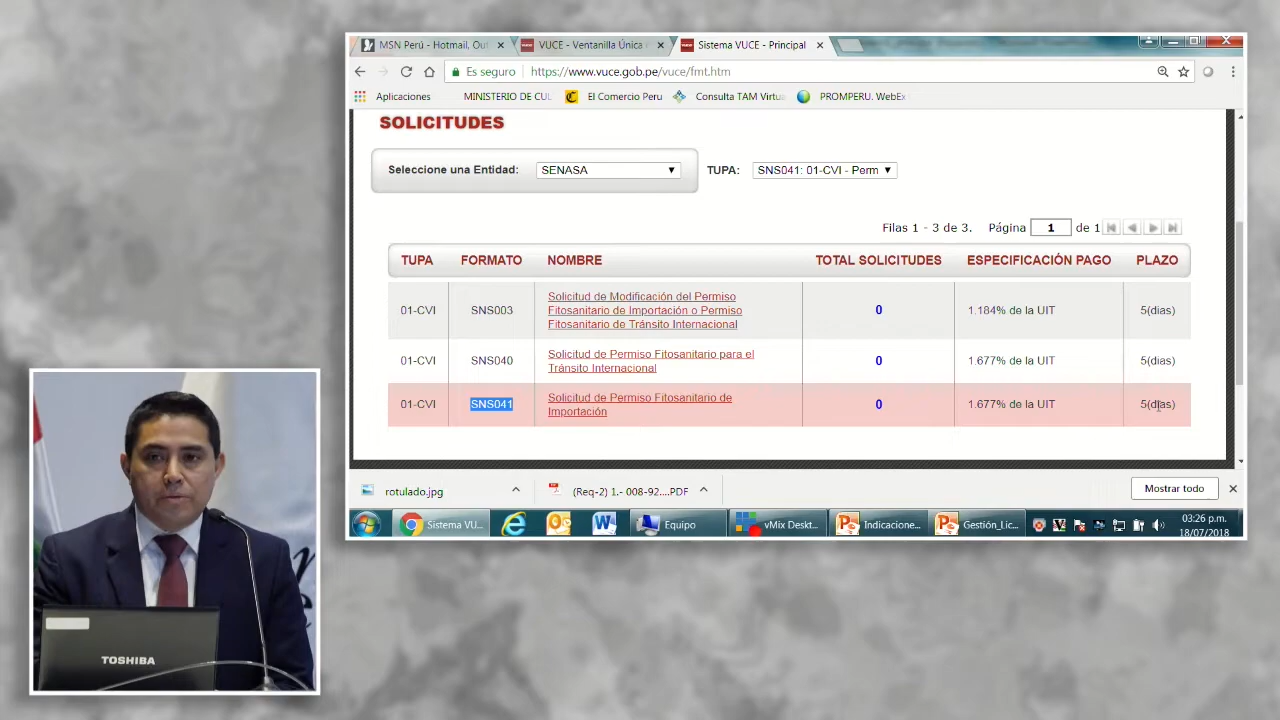 MSN Perú - Hotmail, Out
VUCE - Ventanilla Única
Sistema VUCE - Principal
Es seguro
https://www.vuce.gob.pe/vuce/fmt.htm
Aplicaciones
MINISTERIO DE CUL
El Comercio Peru
Consulta TAM Virtu
PROMPERU. WebEx
SOLICITUDES
Seleccione una Entidad: SENASA
TUPA: SNS041: 01-CVI - Perm
Filas 1 - 3 de 3. Página 1 de 1
TUPA FORMATO NOMBRE TOTAL SOLICITUDES ESPECIFICACIÓN PAGO PLAZO
Solicitud de Modificación del Permiso
01-CVI SNS003 Fitosanitario de Importación o Permiso 0 1.184% de la UIT 5(dias)
Fitosanitario de Tránsito Internacional
01-CVI SNS040 Solicitud de Permiso Fitosanitario para el 0 1.677% de la UIT 5(dias)
Tránsito Internacional
01-CVI SNS041 Solicitud de Permiso Fitosanitario de 0 1.677% de la UIT 5(dias)
Importación
rotulado.jpg
(Req-2) 1.- 008-92....PDF
Mostrar todo
Sistema VU...
Equipo
vMix Deskt...
Indicacione...
Gestión_Lic...
03:26 p.m.
18/07/2018
TOSHIBA